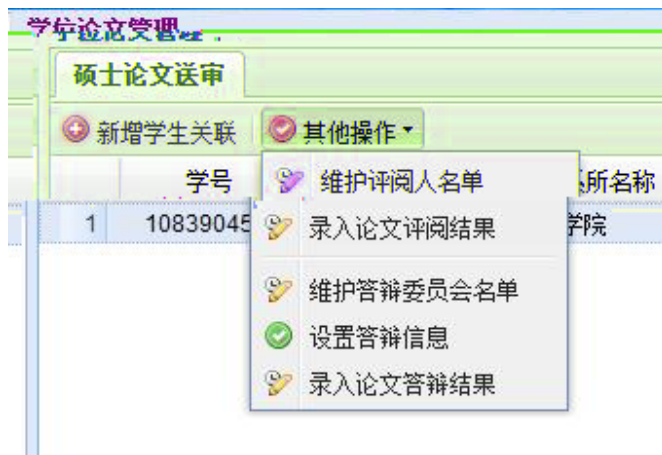 学位论文管理
硕士论文送审
新增学生关联 其他操作
学号 所名称
1 10839045 学院
维护评阅人名单
录入论文评阅结果
维护答辩委员会名单
设置答辩信息
录入论文答辩结果